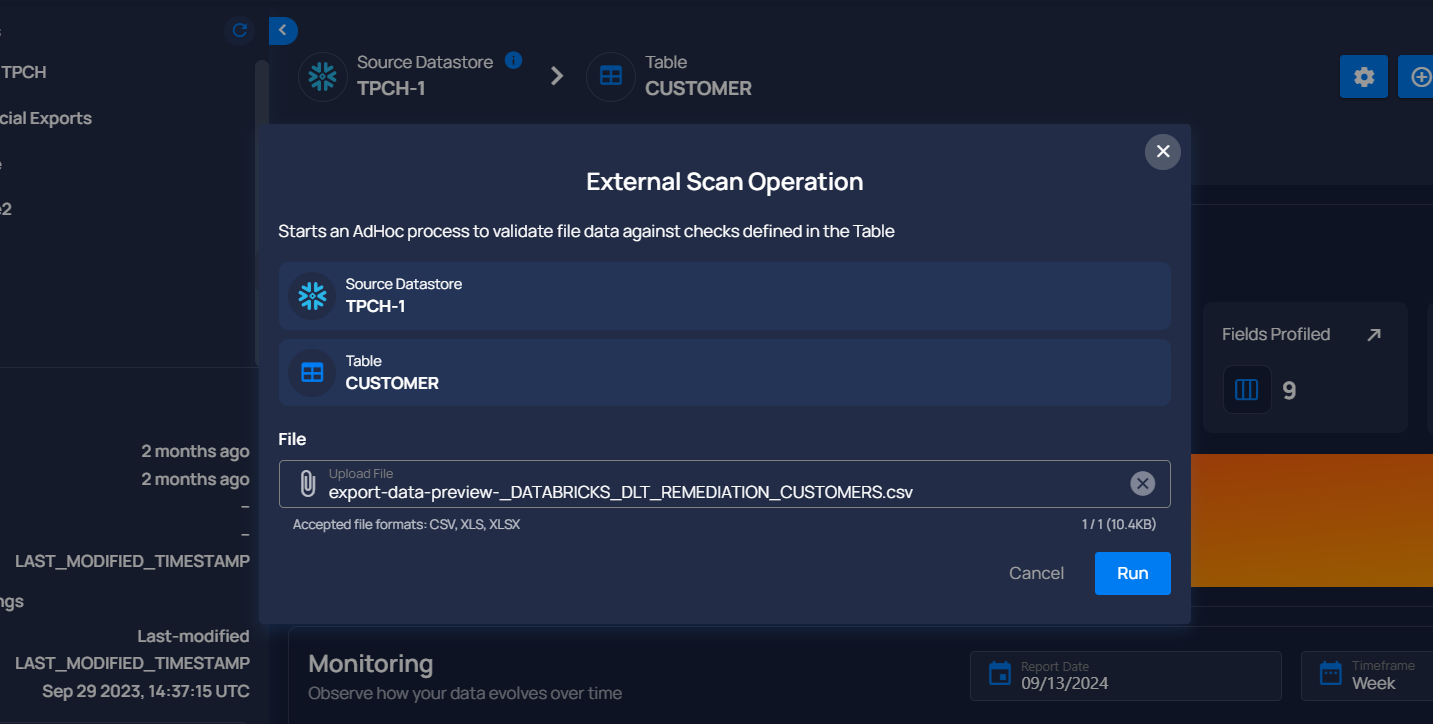 Source Datastore
TPCH-1
Table
CUSTOMER
TPCH
cial Exports
2
External Scan Operation
Starts an AdHoc process to validate file data against checks defined in the Table
Source Datastore
TPCH-1
Table
CUSTOMER
File
Upload File
export-data-preview-_DATABRICKS_DLT_REMEDIATION_CUSTOMERS.csv
Accepted file formats: CSV, XLS, XLSX
1 / 1 (10.4KB)
Cancel
Run
Fields Profiled
9
2 months ago
2 months ago
–
–
LAST_MODIFIED_TIMESTAMP
ngs
Last-modified
LAST_MODIFIED_TIMESTAMP
Sep 29 2023, 14:37:15 UTC
Monitoring
Observe how your data evolves over time
Report Date
09/13/2024
Timeframe
Week